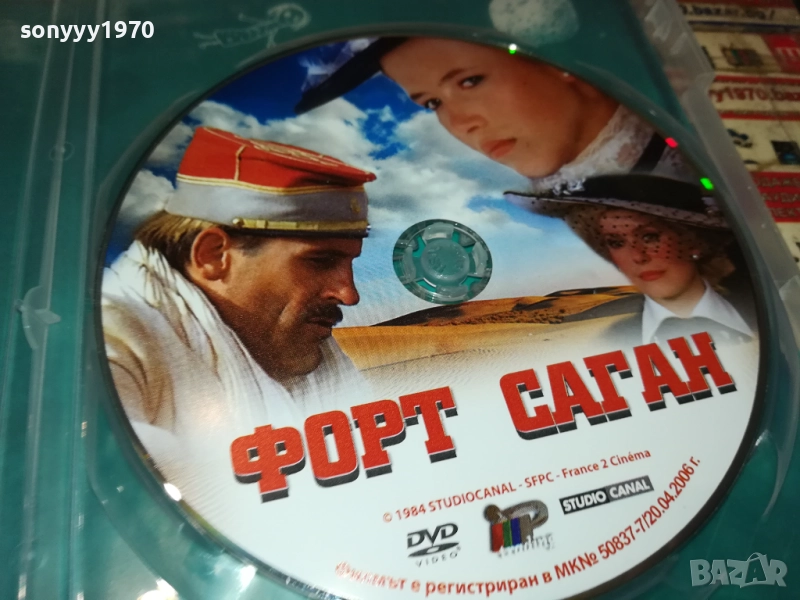 sonyyy1970
ФОРТ САГАН
© 1984 STUDIOCANAL - SFPC - France 2 Cinéma
DVD
VIDEO
STUDIO CANAL
Филмът е регистриран в МК№ 50837-7/20.04.2006 г.
BAZAR